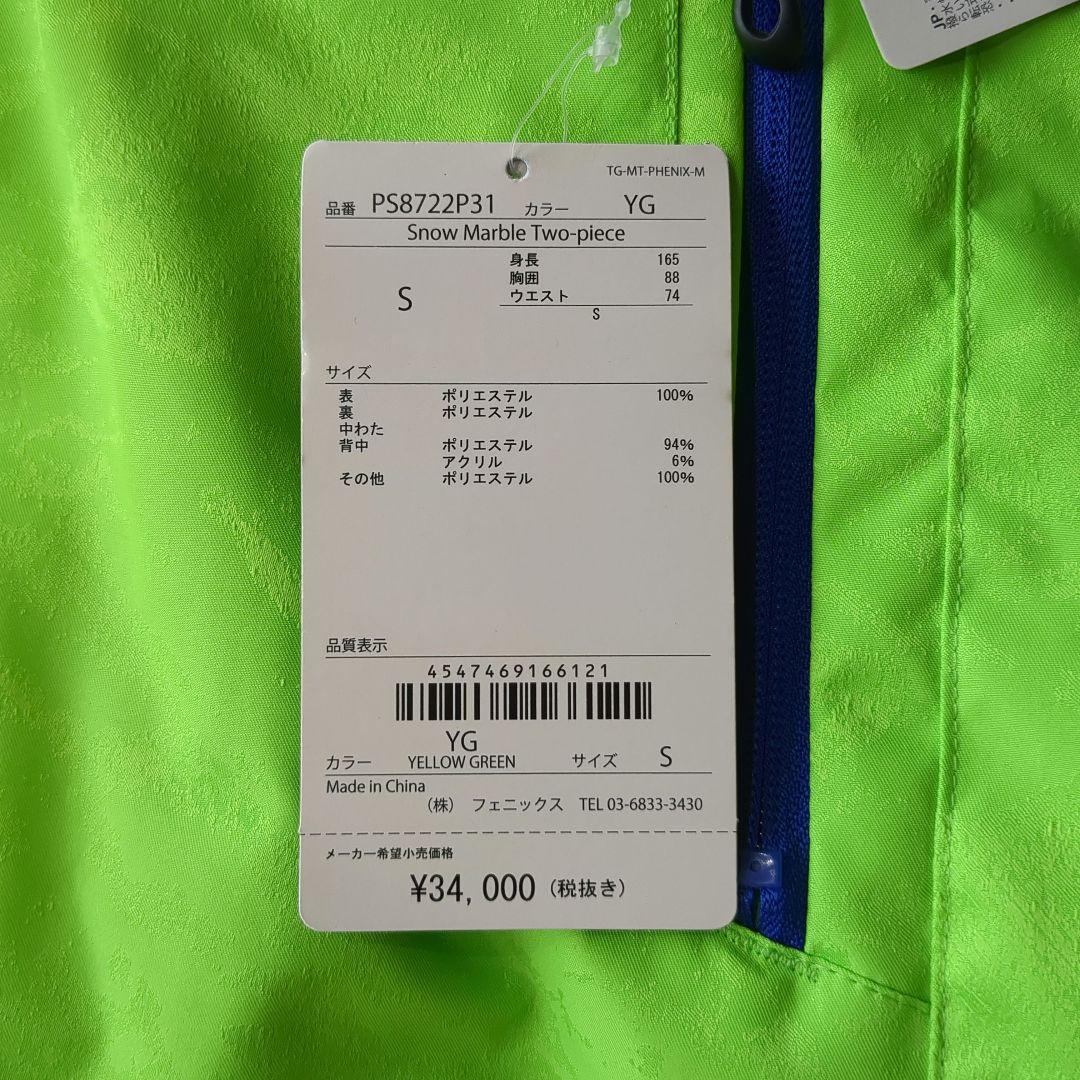 TG-MT-PHENIX-M
品番 PS8722P31 カラー YG
Snow Marble Two-piece
S
身長 165
胸囲 88
ウエスト 74
S
サイズ
表 ポリエステル 100%
裏 ポリエステル
中わた
背中 ポリエステル 94%
アクリル 6%
その他 ポリエステル 100%
品質表示
4547469166121
YG
カラー YELLOW GREEN サイズ S
Made in China
(株) フェニックス TEL 03-6833-3430
メーカー希望小売価格
¥34,000 (税抜き)
JP